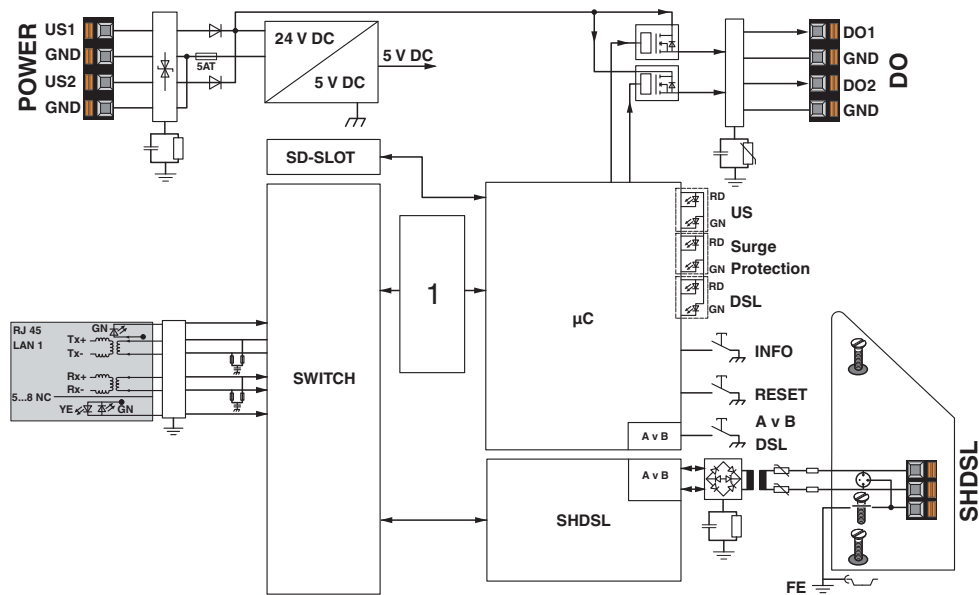 POWER
US1
GND
US2
GND
5AT
24 V DC
5 V DC
5 V DC
DO1
GND
DO2
GND
DO
SD-SLOT
SWITCH
1
µC
RD
GN
US
RD
GN
Surge
Protection
RD
GN
DSL
INFO
RESET
A v B
DSL
A v B
A v B
SHDSL
RJ 45
LAN 1
GN
Tx+
Tx-
Rx+
Rx-
5...8 NC
YE
GN
SHDSL
FE